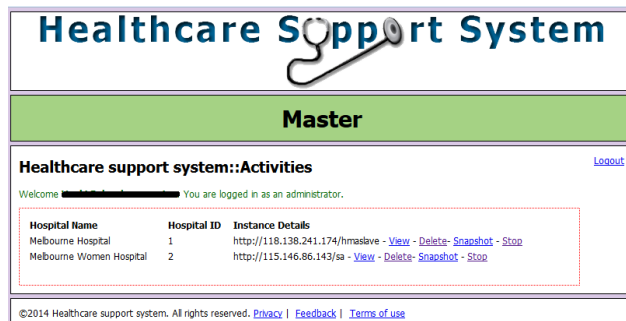 Healthcare Support System
Master
Healthcare support system::Activities
Logout
Welcome You are logged in as an administrator.
Hospital Name Hospital ID Instance Details
Melbourne Hospital 1 http://118.138.241.174/hmaslave - View - Delete- Snapshot - Stop
Melbourne Women Hospital 2 http://115.146.86.143/sa - View - Delete- Snapshot - Stop
©2014 Healthcare support system. All rights reserved. Privacy | Feedback | Terms of use